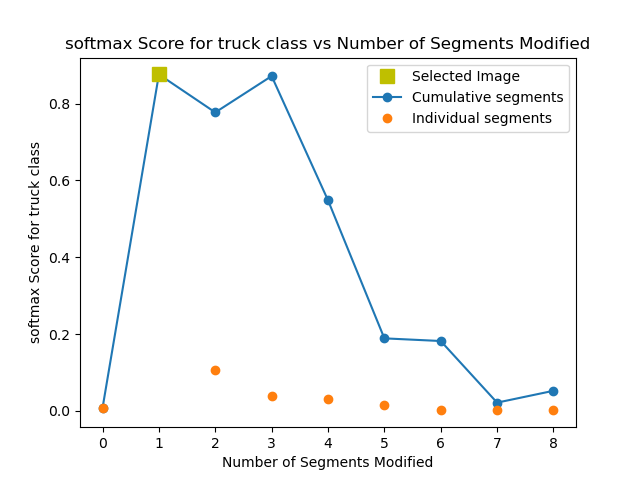 softmax Score for truck class vs Number of Segments Modified
Selected Image
Cumulative segments
Individual segments
softmax Score for truck class
0.8
0.6
0.4
0.2
0.0
0 1 2 3 4 5 6 7 8
Number of Segments Modified